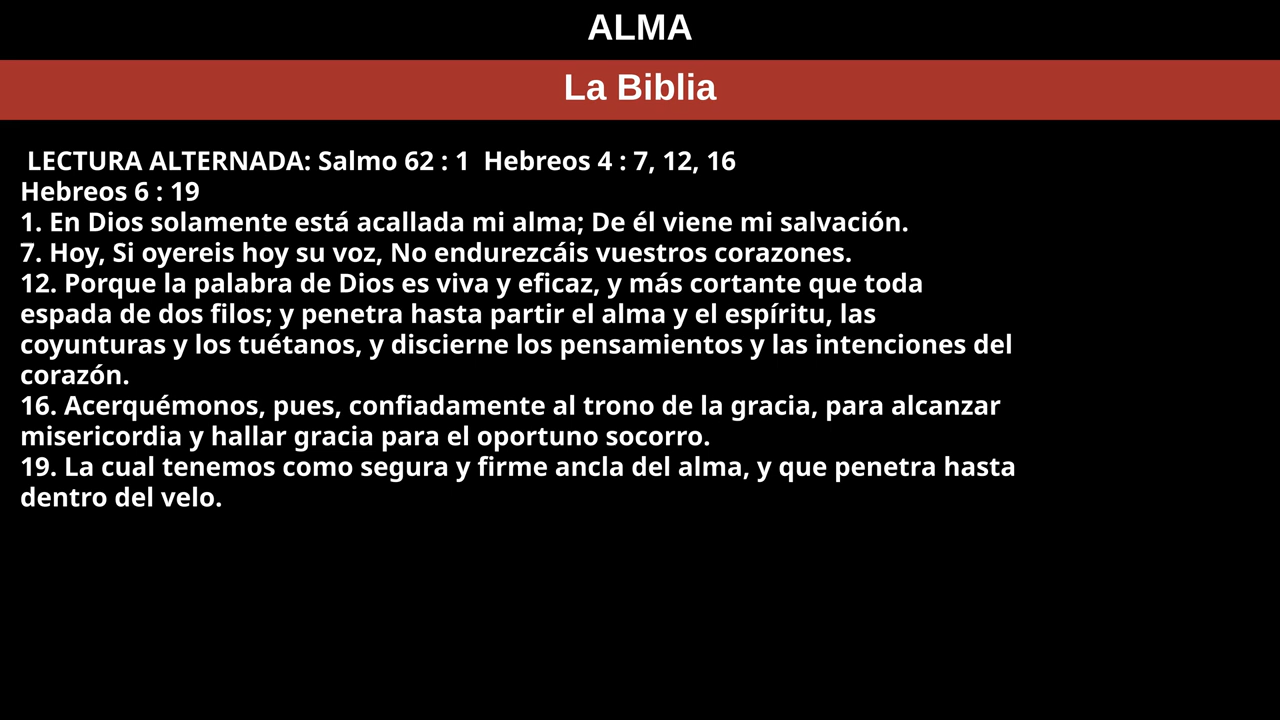 ALMA
La Biblia
LECTURA ALTERNADA: Salmo 62 : 1  Hebreos 4 : 7, 12, 16
Hebreos 6 : 19
1. En Dios solamente está acallada mi alma; De él viene mi salvación.
7. Hoy, Si oyereis hoy su voz, No endurezcáis vuestros corazones.
12. Porque la palabra de Dios es viva y eficaz, y más cortante que toda
espada de dos filos; y penetra hasta partir el alma y el espíritu, las
coyunturas y los tuétanos, y discierne los pensamientos y las intenciones del
corazón.
16. Acerquémonos, pues, confiadamente al trono de la gracia, para alcanzar
misericordia y hallar gracia para el oportuno socorro.
19. La cual tenemos como segura y firme ancla del alma, y que penetra hasta
dentro del velo.